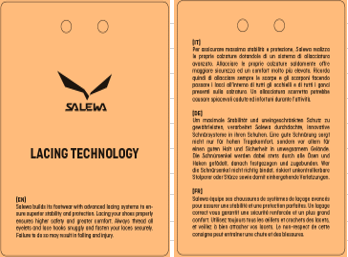 SALEWA
LACING TECHNOLOGY
[EN]
Salewa builds its footwear with advanced lacing systems to en-
sure superior stability and protection. Lacing your shoes properly
ensures higher safety and greater comfort. Always thread all
eyelets and lace hooks snuggly and fasten your laces securely.
Failure to do so may result in falling and injury.
[IT]
Per assicurare massima stabilità e protezione, Salewa realizza
le proprie calzature dotandole di un sistema di allacciatura
avanzato. Allacciare le proprie calzature saldamente offre
maggiore sicurezza ed un comfort molto più elevato. Ricorda
quindi di allacciare sempre le scarpe e gli scarponi facendo
passare i lacci all'interno di tutti gli occhielli e di tutti i ganci
presenti sulla calzatura. Un allacciamento scorretto potrebbe
causare spiacevoli cadute ed infortuni durante l'attività.
[DE]
Um maximale Stabilität und uneingeschränkten Schutz zu
gewährleisten, verarbeitet Salewa durchdachte, innovative
Schnürsysteme in ihren Schuhen. Eine gute Schnürung sorgt
nicht nur für hohen Tragekomfort, sondern vor allem für
einen guten Halt und Sicherheit in unwegsamem Gelände.
Die Schnürsenkel werden dabei stets durch alle Ösen und
Haken gefädelt, danach festgezogen und zugebunden. Wer
die Schnürsenkel nicht richtig bindet, riskiert unkontrollierbare
Stolperer oder Stürze sowie damit einhergehende Verletzungen.
[FR]
Salewa équipe ses chaussures de systèmes de laçage avancés
pour assurer une stabilité et une protection parfaites. Un laçage
correct vous garantit une sécurité renforcée et un plus grand
confort. Utilisez toujours tous les œillets et crochets de lacets,
et veillez à bien attacher vos lacets. Le non-respect de cette
consigne peut entraîner une chute et des blessures.